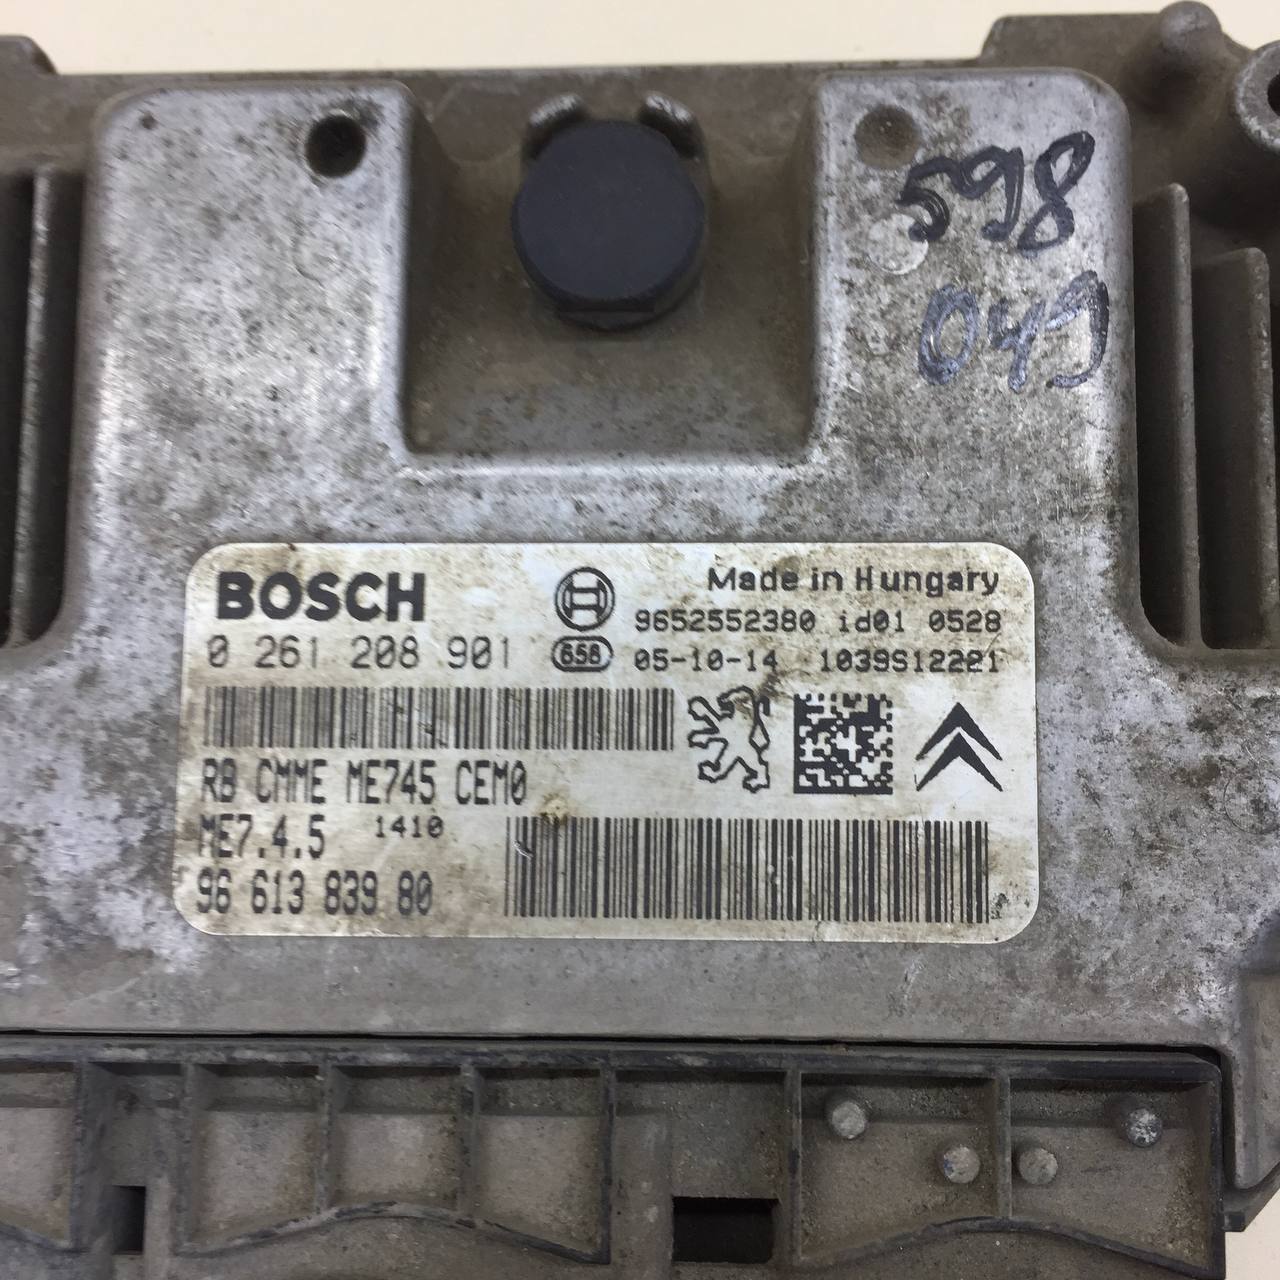 598
049
BOSCH
Made in Hungary
9652552380 id01 0528
0 261 208 901
658
05-10-14 1039S12221
RB CMME ME745 CEM0
ME7.4.5 1410
96 613 839 80